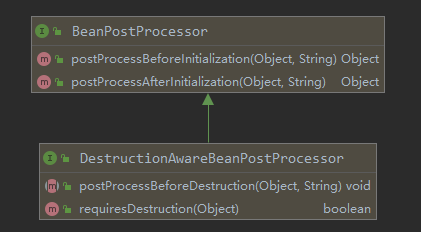 BeanPostProcessor
postProcessBeforeInitialization(Object, String) Object
postProcessAfterInitialization(Object, String) Object
DestructionAwareBeanPostProcessor
postProcessBeforeDestruction(Object, String) void
requiresDestruction(Object) boolean